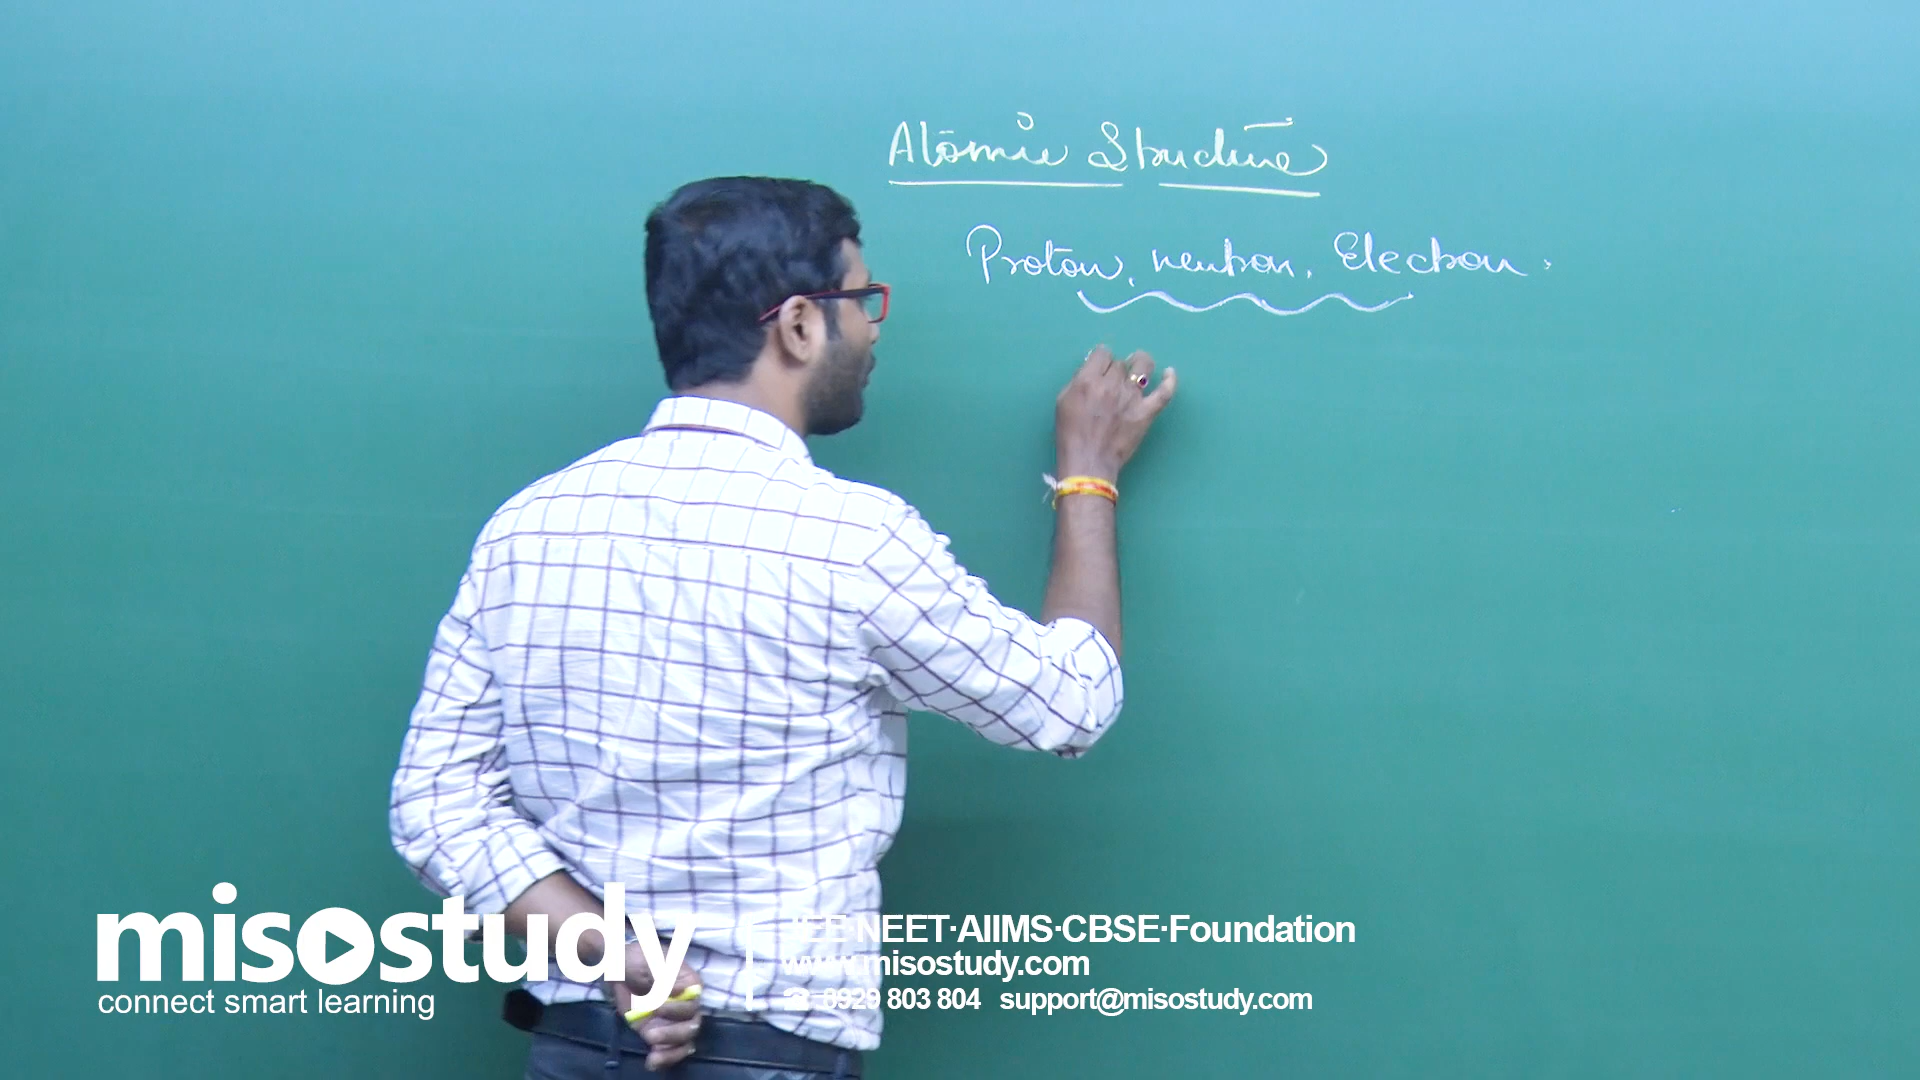 Atomic Structure
Proton, neutron, Electron.
misostudy
connect smart learning
JEE·NEET·AIIMS·CBSE·Foundation
www.misostudy.com
☎ 8929 803 804 support@misostudy.com